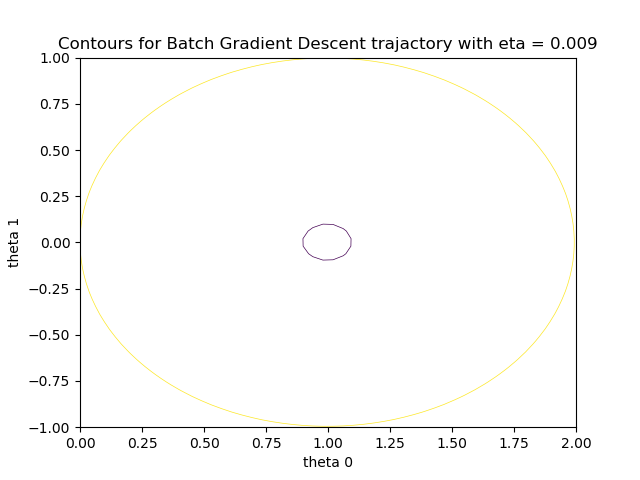 Contours for Batch Gradient Descent trajactory with eta = 0.009
1.00
0.75
0.50
0.25
0.00
−0.25
−0.50
−0.75
−1.00
theta 1
0.00 0.25 0.50 0.75 1.00 1.25 1.50 1.75 2.00
theta 0